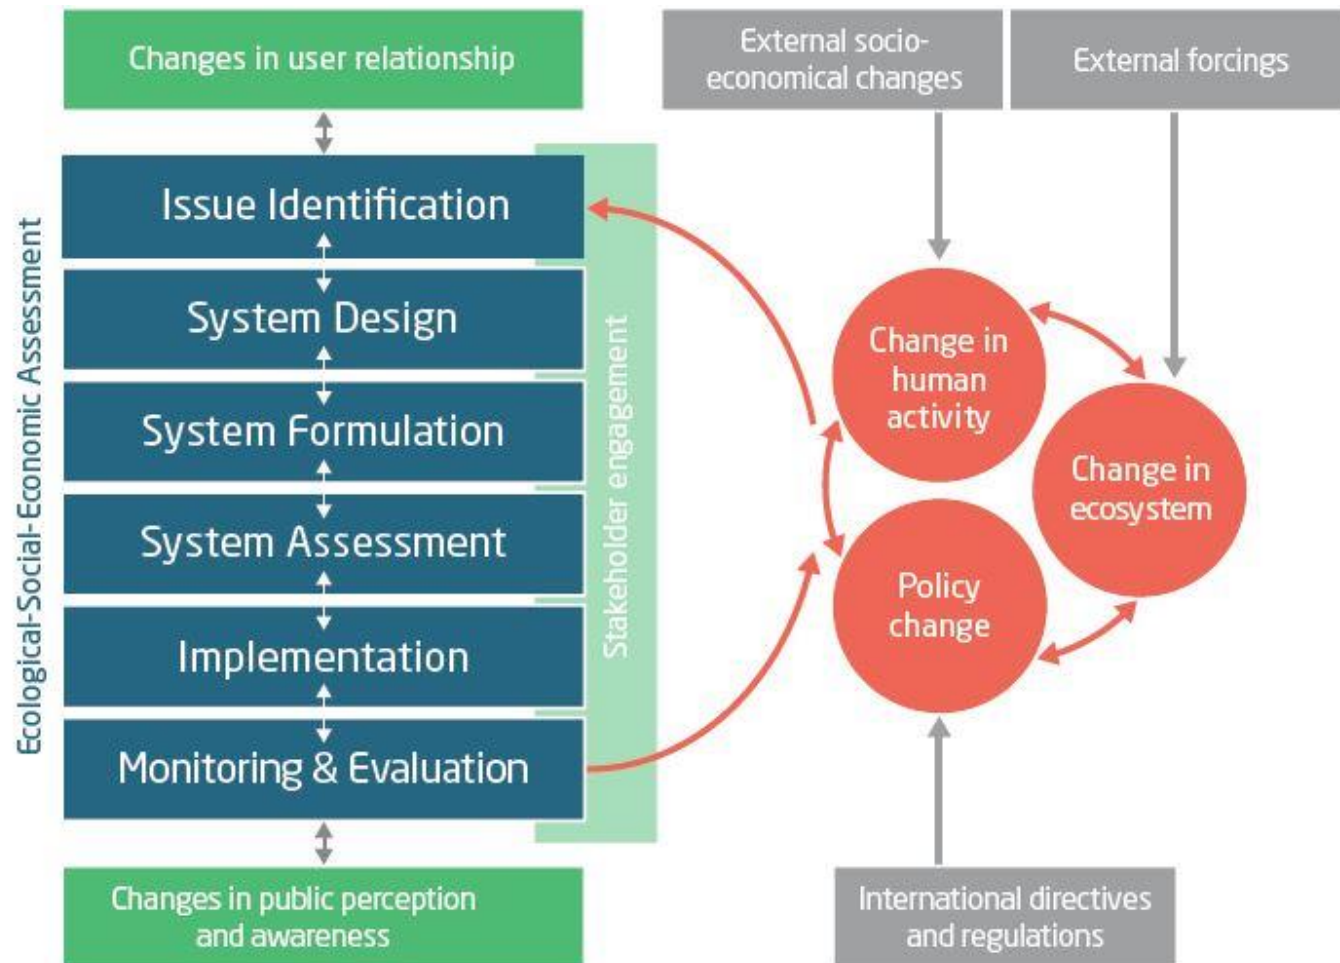 Changes in user relationship
External socio-
economical changes
External forcings
Ecological-Social-Economic Assessment
Issue Identification
System Design
System Formulation
System Assessment
Implementation
Monitoring & Evaluation
Stakeholder engagement
Change in
human
activity
Change in
ecosystem
Policy
change
Changes in public perception
and awareness
International directives
and regulations